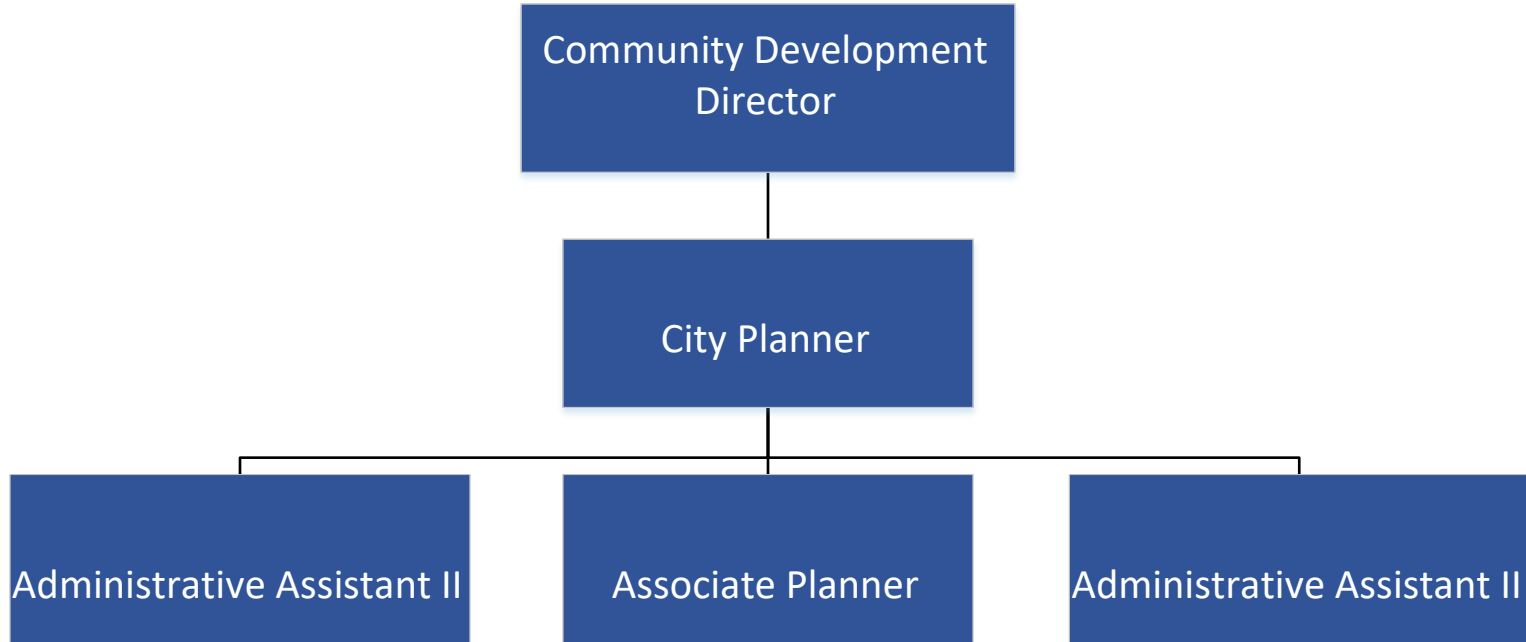 Community Development
Director
City Planner
Administrative Assistant II
Associate Planner
Administrative Assistant II